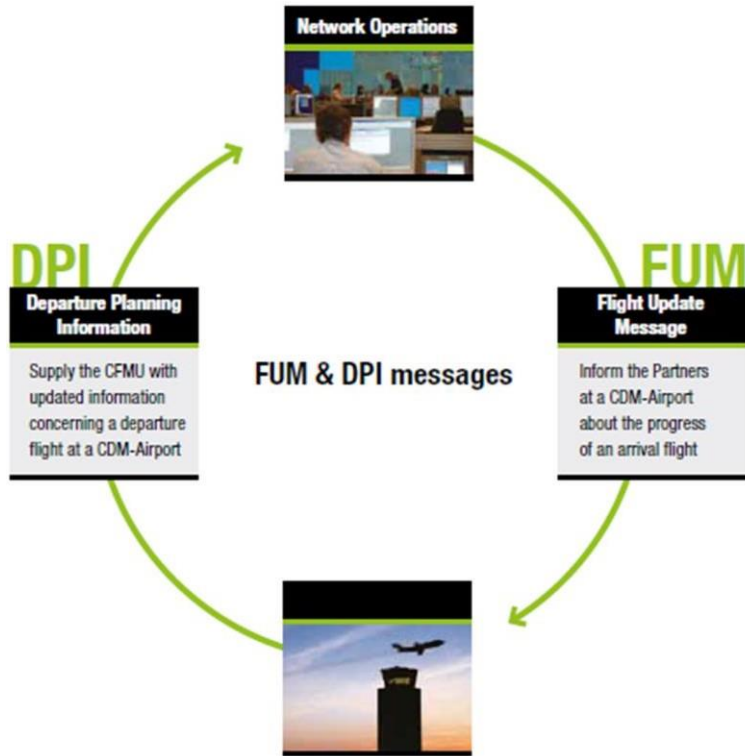 Network Operations
DPI
Departure Planning
Information
Supply the CFMU with
updated information
concerning a departure
flight at a CDM-Airport
FUM & DPI messages
FUM
Flight Update
Message
Inform the Partners
at a CDM-Airport
about the progress
of an arrival flight